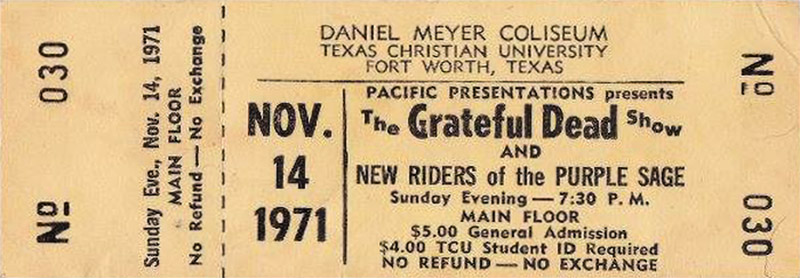 No 030
Sunday Eve., Nov. 14, 1971
MAIN FLOOR
No Refund — No Exchange
DANIEL MEYER COLISEUM
TEXAS CHRISTIAN UNIVERSITY
FORT WORTH, TEXAS
NOV.
14
1971
PACIFIC PRESENTATIONS presents
The Grateful Dead Show
AND
NEW RIDERS of the PURPLE SAGE
Sunday Evening — 7:30 P. M.
MAIN FLOOR
$5.00 General Admission
$4.00 TCU Student ID Required
NO REFUND — NO EXCHANGE
No 030